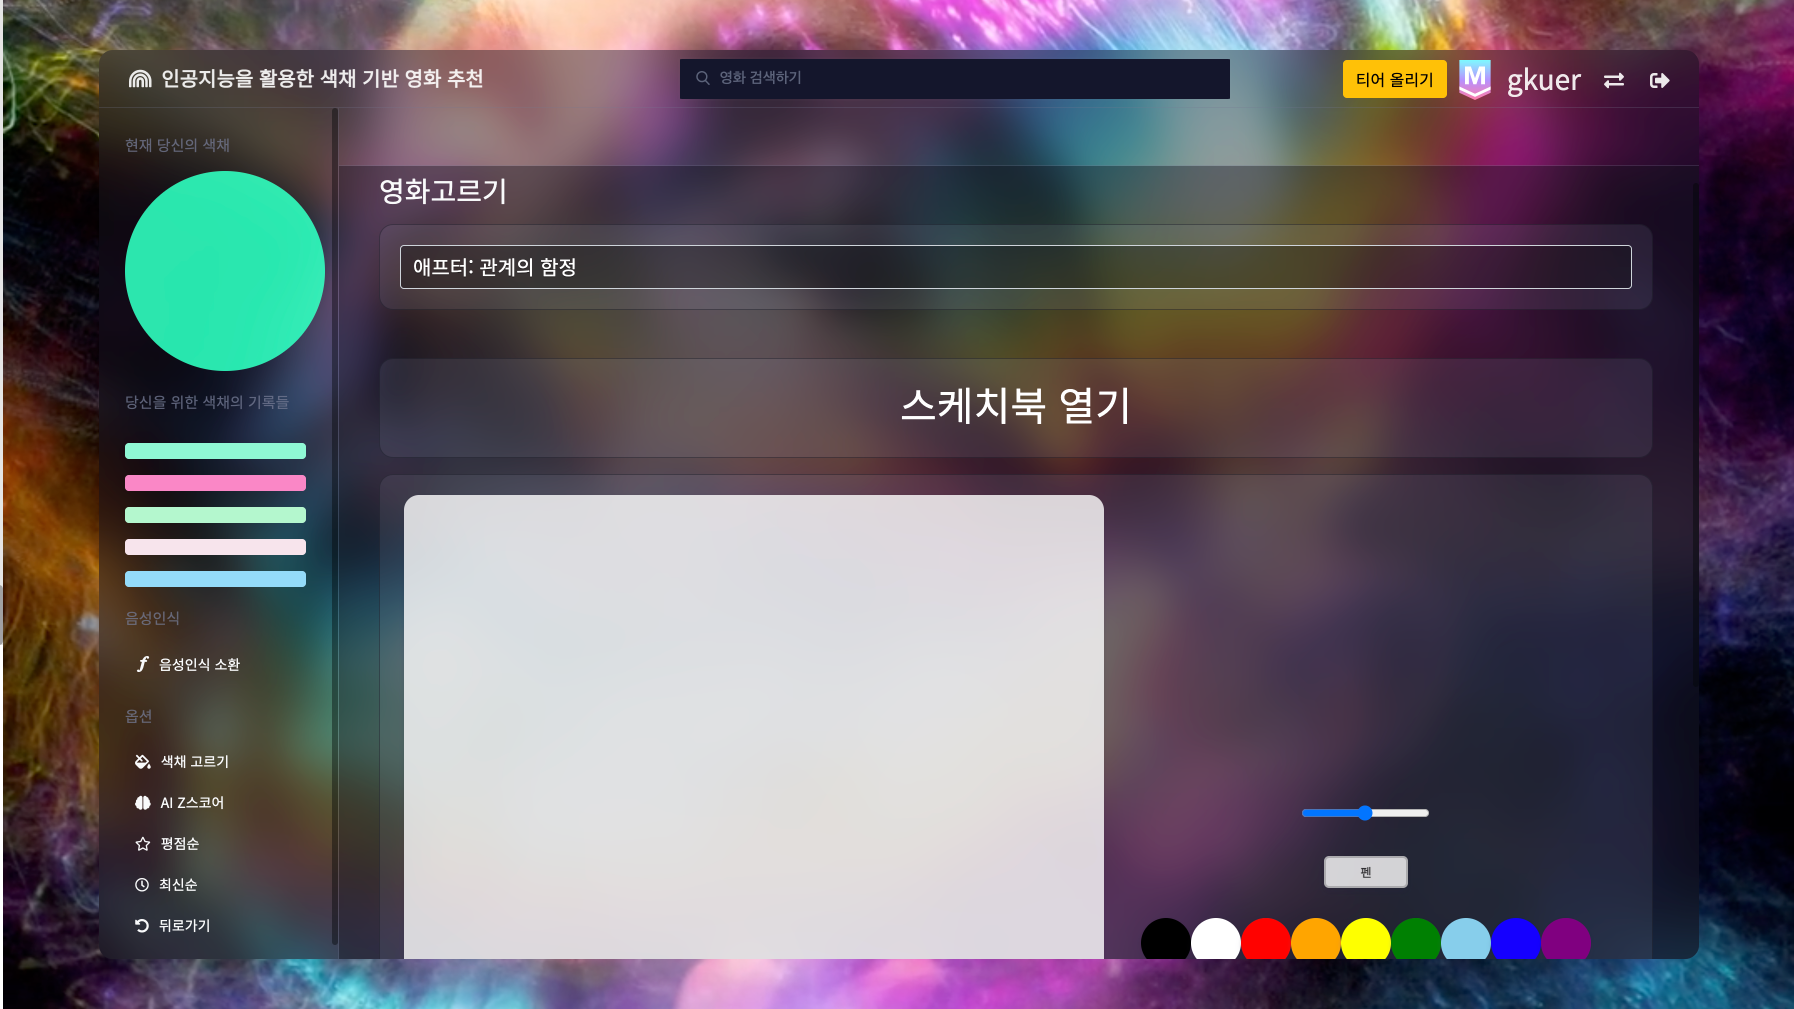 인공지능을 활용한 색채 기반 영화 추천
영화 검색하기
티어 올리기
M
gkuer
현재 당신의 색채
당신을 위한 색채의 기록들
음성인식
음성인식 소환
옵션
색채 고르기
AI Z스코어
평점순
최신순
뒤로가기
영화고르기
애프터: 관계의 함정
스케치북 열기
펜